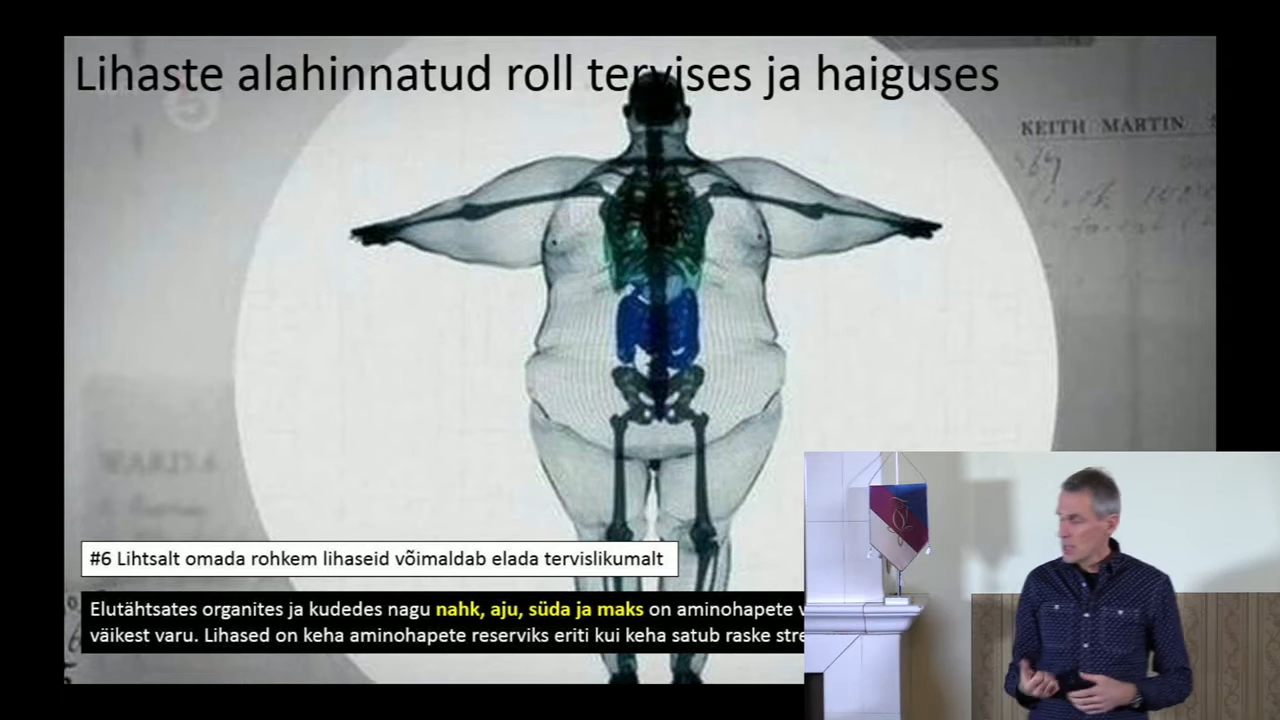 Lihaste alahinnatud roll tervises ja haiguses
KEITH MARTIN
WARD 6
#6 Lihtsalt omada rohkem lihaseid võimaldab elada tervislikumalt
Elutähtsates organites ja kudedes nagu nahk, aju, süda ja maks on aminohapete
väikest varu. Lihased on keha aminohapete reserviks eriti kui keha satub raske